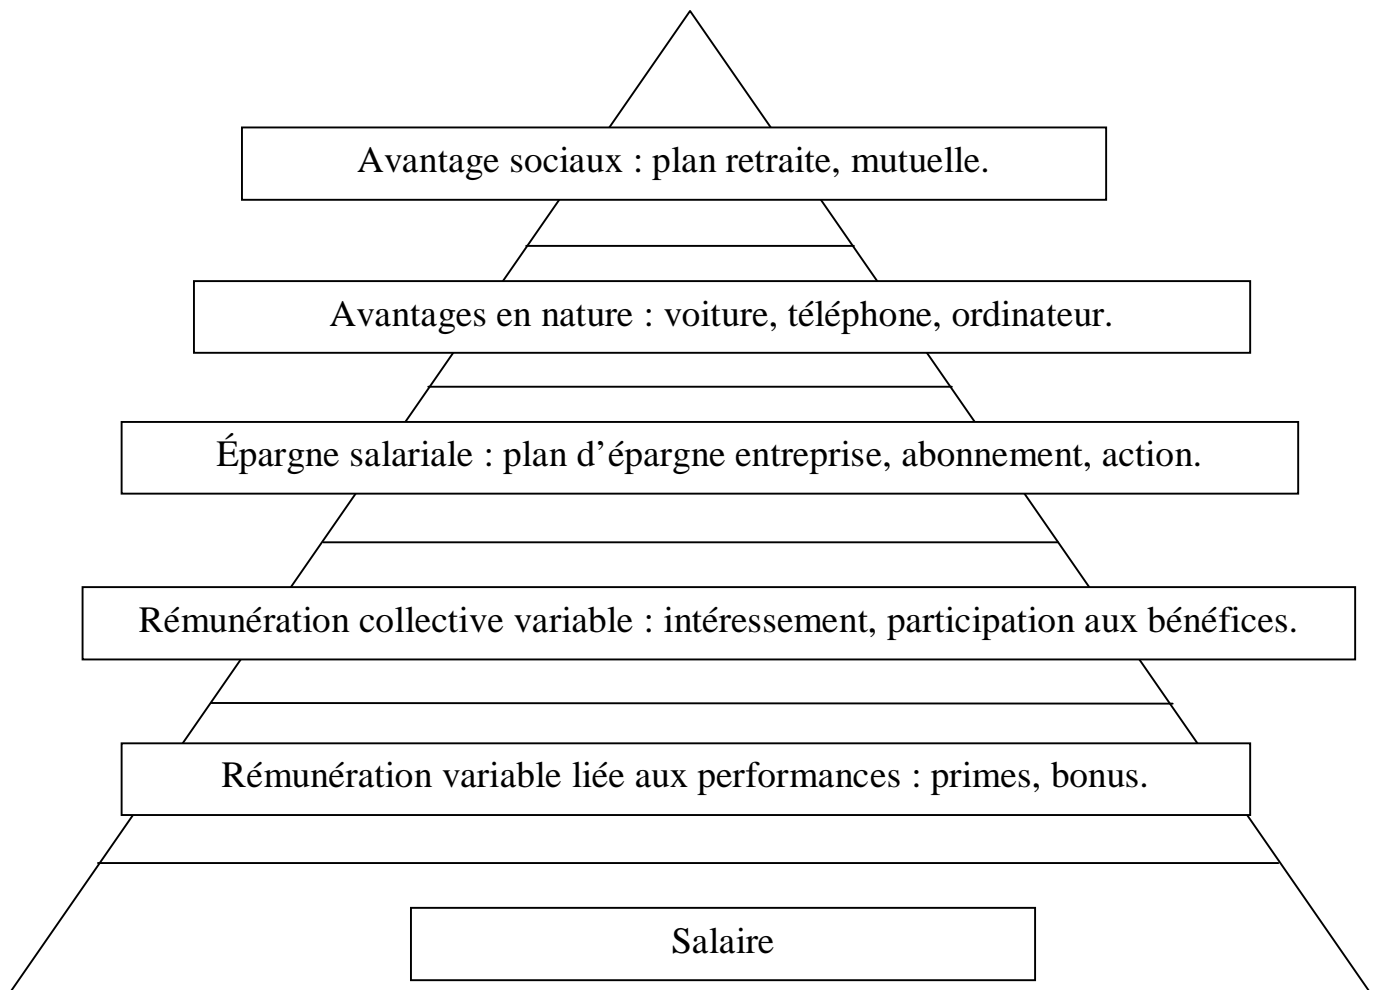 Avantage sociaux : plan retraite, mutuelle.
Avantages en nature : voiture, téléphone, ordinateur.
Épargne salariale : plan d’épargne entreprise, abonnement, action.
Rémunération collective variable : intéressement, participation aux bénéfices.
Rémunération variable liée aux performances : primes, bonus.
Salaire